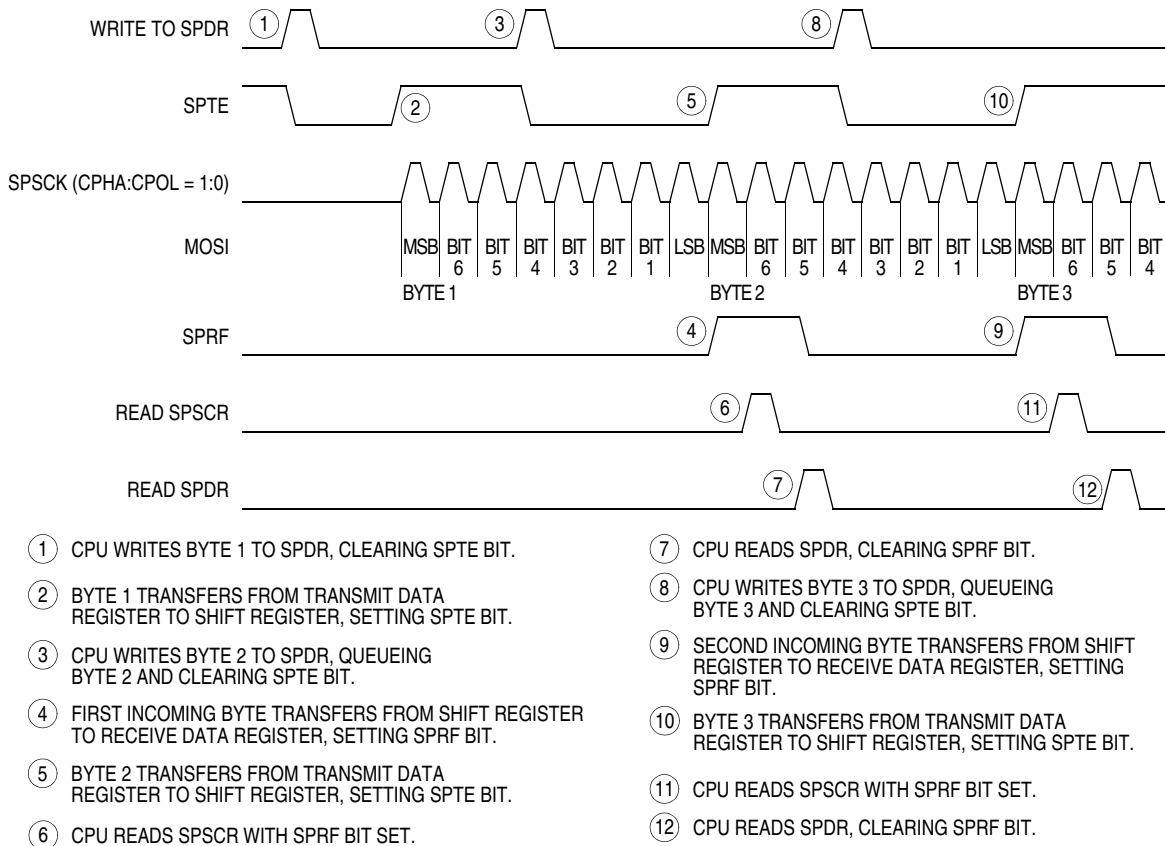 WRITE TO SPDR 1 3 8
SPTE 2 5 10
SPSCK (CPHA:CPOL = 1:0)
MOSI MSB BIT BIT BIT BIT BIT BIT LSB MSB BIT BIT BIT BIT BIT BIT LSB MSB BIT BIT BIT
6 5 4 3 2 1 6 5 4 3 2 1 6 5 4
BYTE 1 BYTE 2 BYTE 3
SPRF 4 9
READ SPSCR 6 11
READ SPDR 7 12
1 CPU WRITES BYTE 1 TO SPDR, CLEARING SPTE BIT.
2 BYTE 1 TRANSFERS FROM TRANSMIT DATA
REGISTER TO SHIFT REGISTER, SETTING SPTE BIT.
3 CPU WRITES BYTE 2 TO SPDR, QUEUEING
BYTE 2 AND CLEARING SPTE BIT.
4 FIRST INCOMING BYTE TRANSFERS FROM SHIFT REGISTER
TO RECEIVE DATA REGISTER, SETTING SPRF BIT.
5 BYTE 2 TRANSFERS FROM TRANSMIT DATA
REGISTER TO SHIFT REGISTER, SETTING SPTE BIT.
6 CPU READS SPSCR WITH SPRF BIT SET.
7 CPU READS SPDR, CLEARING SPRF BIT.
8 CPU WRITES BYTE 3 TO SPDR, QUEUEING
BYTE 3 AND CLEARING SPTE BIT.
9 SECOND INCOMING BYTE TRANSFERS FROM SHIFT
REGISTER TO RECEIVE DATA REGISTER, SETTING
SPRF BIT.
10 BYTE 3 TRANSFERS FROM TRANSMIT DATA
REGISTER TO SHIFT REGISTER, SETTING SPTE BIT.
11 CPU READS SPSCR WITH SPRF BIT SET.
12 CPU READS SPDR, CLEARING SPRF BIT.